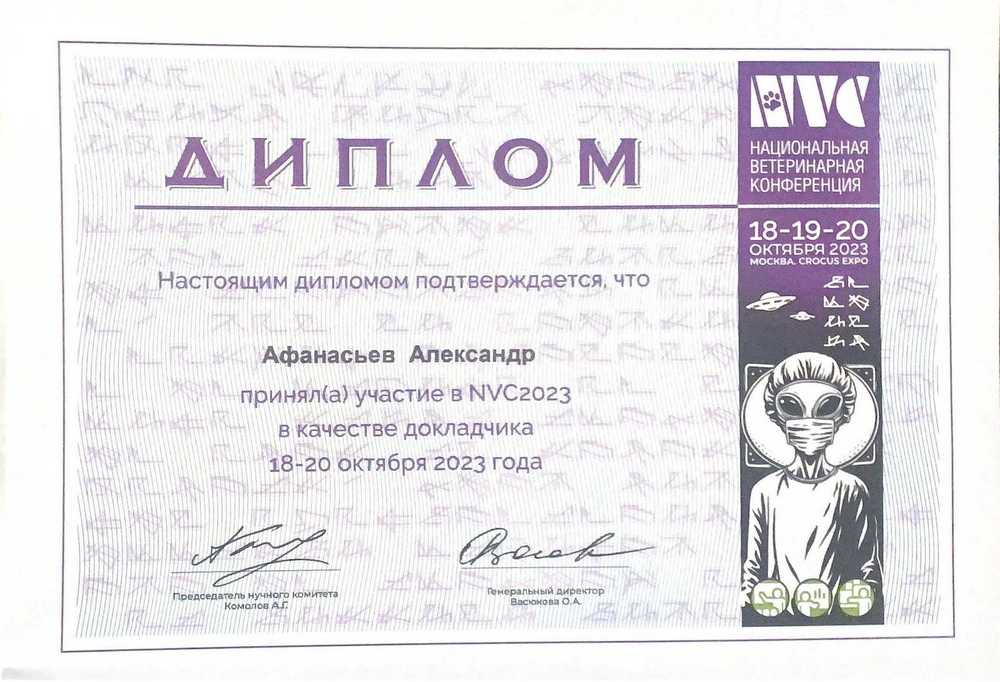 ДИПЛОМ
Настоящим дипломом подтверждается, что
Афанасьев Александр
принял(а) участие в NVC2023
в качестве докладчика
18-20 октября 2023 года
Председатель нучного комитета
Комолов А.Г.
Генеральный директор
Васюкова О.А.
NVC
НАЦИОНАЛЬНАЯ
ВЕТЕРИНАРНАЯ
КОНФЕРЕНЦИЯ
18-19-20
ОКТЯБРЯ 2023
МОСКВА. CROCUS EXPO